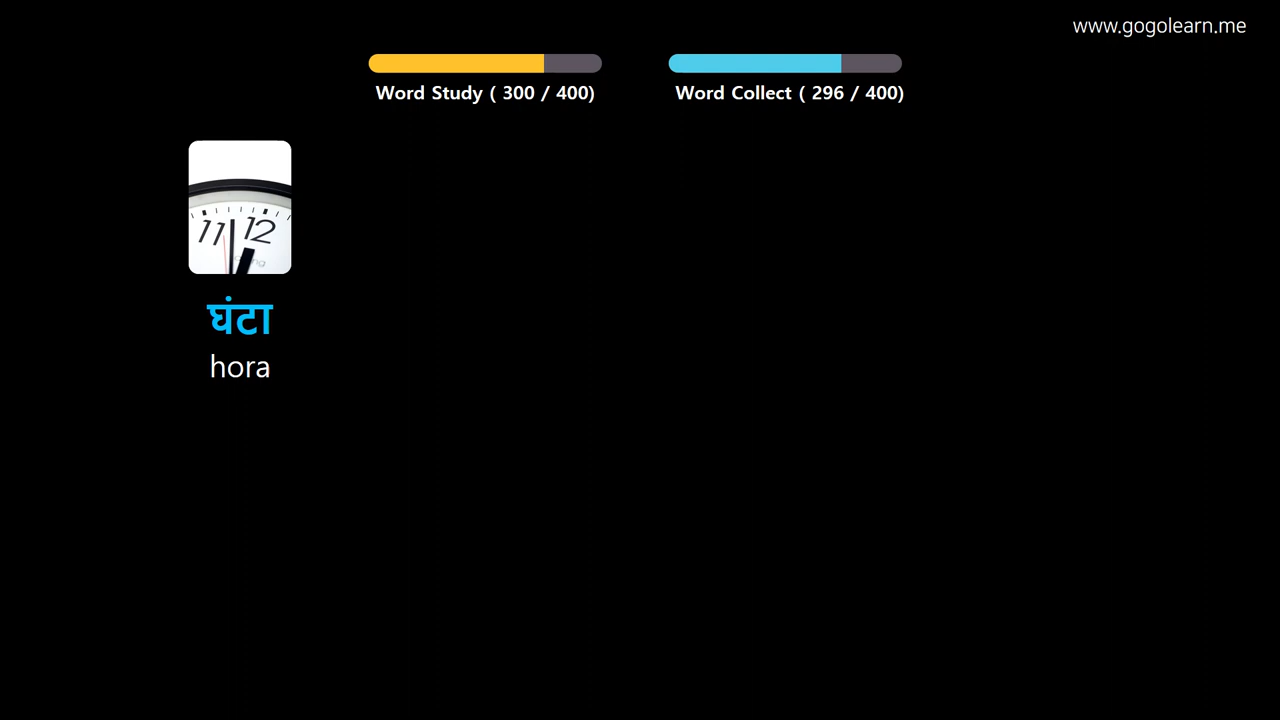 www.gogolearn.me
Word Study ( 300 / 400)
Word Collect ( 296 / 400)
11 12
घंटा
hora